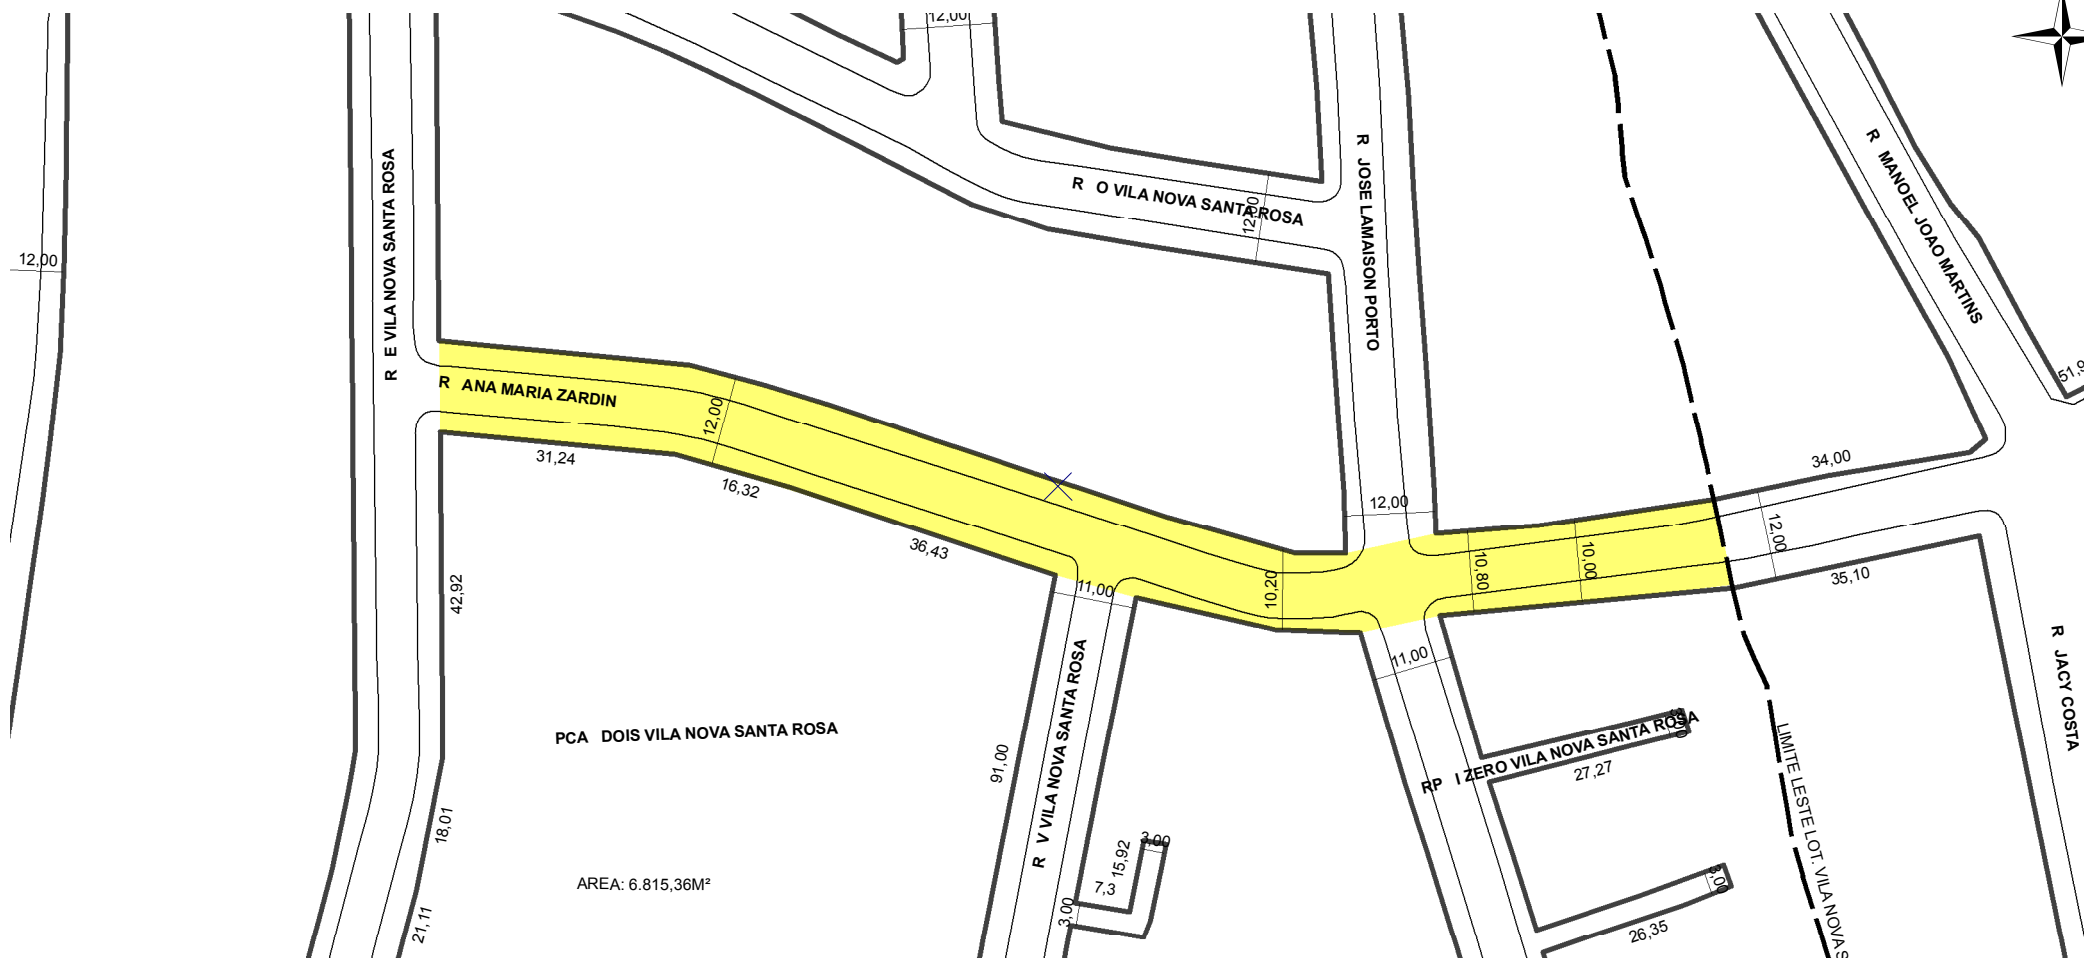 12,00
12,00
R E VILA NOVA SANTA ROSA
R O VILA NOVA SANTA ROSA
12,00
R JOSE LAMAISON PORTO
R MANOEL JOAO MARTINS
R ANA MARIA ZARDIN
12,00
31,24
16,32
36,43
11,00
10,20
12,00
10,80
10,00
12,00
34,00
35,10
42,92
11,00
R JACY COSTA
PCA DOIS VILA NOVA SANTA ROSA
R V VILA NOVA SANTA ROSA
91,00
RP I ZERO VILA NOVA SANTA ROSA
3,00
27,27
LIMITE LESTE LOT. VILA NOVA S
18,01
3,00
15,92
7,3
3,00
AREA: 6.815,36M²
21,11
3,00
26,35